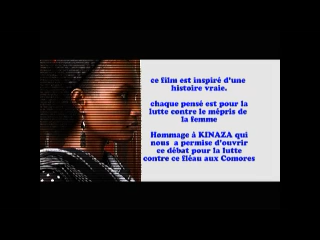 ce film est inspiré d'une
histoire vraie.
chaque pensé est pour la
lutte contre le mépris de
la femme
Hommage à KINAZA qui
nous a permise d'ouvrir
ce débat pour la lutte
contre ce fléau aux Comores